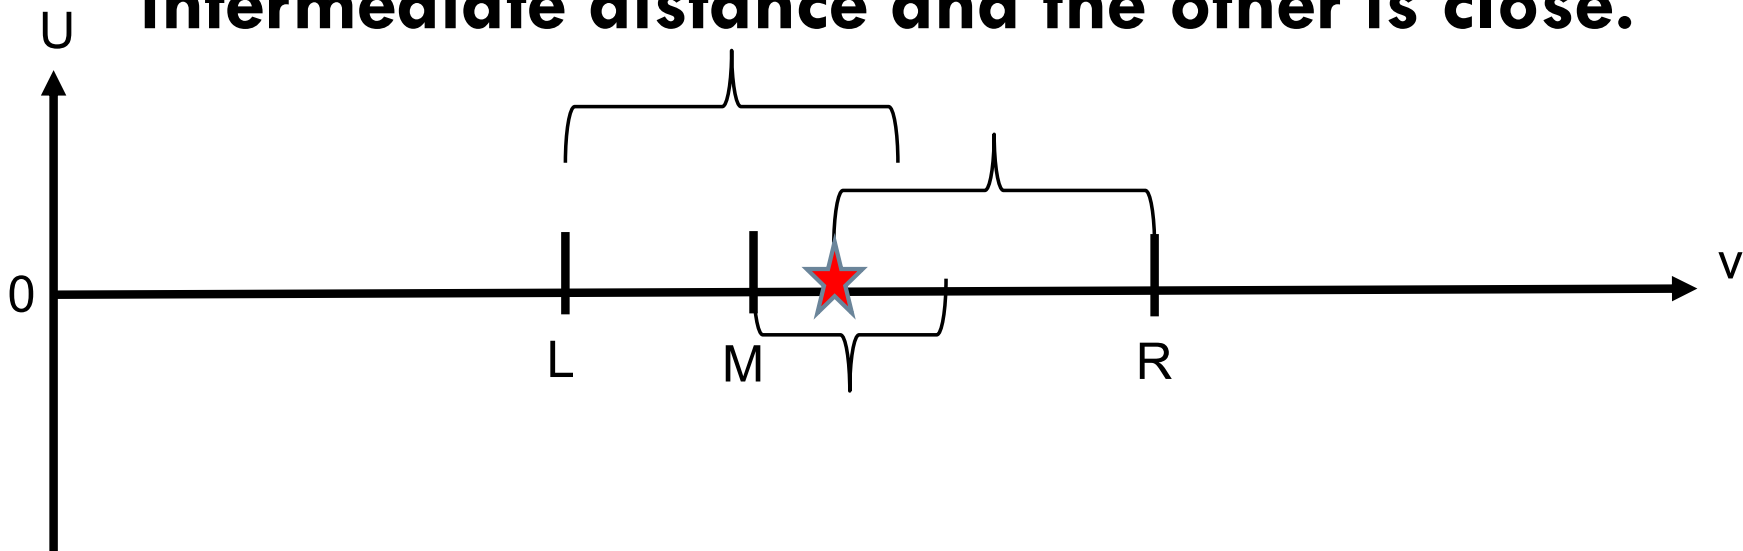 intermediate distance and the other is close.
U
0
v
L
M
R